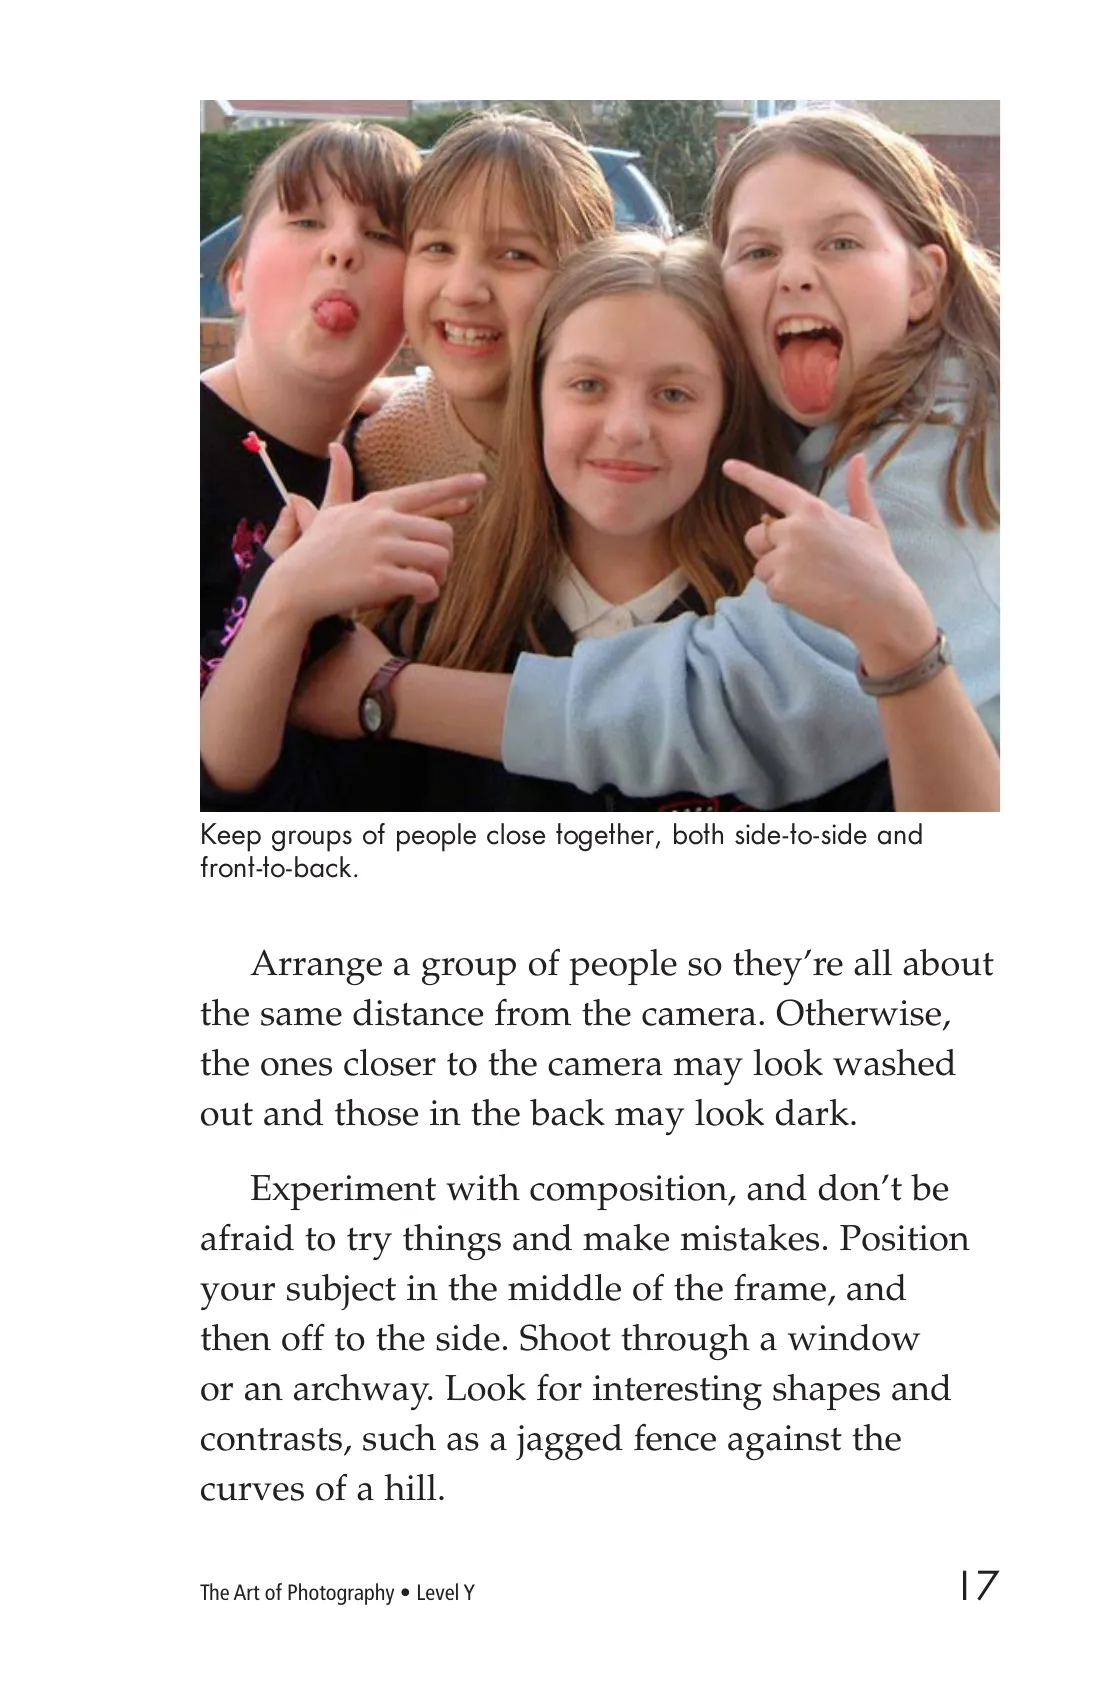 Keep groups of people close together, both side-to-side and
front-to-back.
Arrange a group of people so they’re all about
the same distance from the camera. Otherwise,
the ones closer to the camera may look washed
out and those in the back may look dark.
Experiment with composition, and don’t be
afraid to try things and make mistakes. Position
your subject in the middle of the frame, and
then off to the side. Shoot through a window
or an archway. Look for interesting shapes and
contrasts, such as a jagged fence against the
curves of a hill.
The Art of Photography • Level Y
17